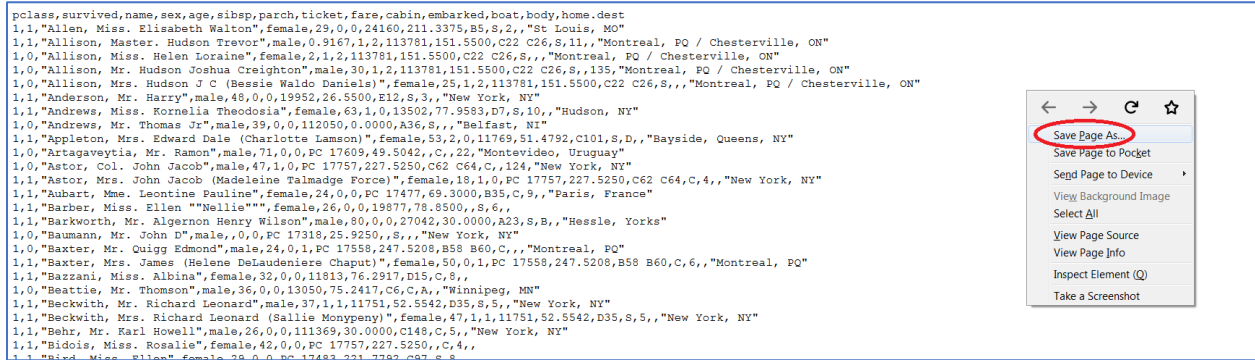 pclass,survived,name,sex,age,sibsp,parch,ticket,fare,cabin,embarked,boat,body,home.dest
1,1,"Allen, Miss. Elisabeth Walton",female,29,0,0,24160,211.3375,B5,S,2,,"St Louis, MO"
1,1,"Allison, Master. Hudson Trevor",male,0.9167,1,2,113781,151.5500,C22 C26,S,11,,"Montreal, PQ / Chesterville, ON"
1,0,"Allison, Miss. Helen Loraine",female,2,1,2,113781,151.5500,C22 C26,S,,,"Montreal, PQ / Chesterville, ON"
1,0,"Allison, Mr. Hudson Joshua Creighton",male,30,1,2,113781,151.5500,C22 C26,S,,135,"Montreal, PQ / Chesterville, ON"
1,0,"Allison, Mrs. Hudson J C (Bessie Waldo Daniels)",female,25,1,2,113781,151.5500,C22 C26,S,,,"Montreal, PQ / Chesterville, ON"
1,1,"Anderson, Mr. Harry",male,48,0,0,19952,26.5500,E12,S,3,,"New York, NY"
1,1,"Andrews, Miss. Kornelia Theodosia",female,63,1,0,13502,77.9583,D7,S,10,,"Hudson, NY"
1,0,"Andrews, Mr. Thomas Jr",male,39,0,0,112050,0.0000,A36,S,,,"Belfast, NI"
1,1,"Appleton, Mrs. Edward Dale (Charlotte Lamson)",female,53,2,0,11769,51.4792,C101,S,D,,"Bayside, Queens, NY"
1,0,"Artagaveytia, Mr. Ramon",male,71,0,0,PC 17609,49.5042,,C,,22,"Montevideo, Uruguay"
1,0,"Astor, Col. John Jacob",male,47,1,0,PC 17757,227.5250,C62 C64,C,,124,"New York, NY"
1,1,"Astor, Mrs. John Jacob (Madeleine Talmadge Force)",female,18,1,0,PC 17757,227.5250,C62 C64,C,4,,"New York, NY"
1,1,"Aubart, Mme. Leontine Pauline",female,24,0,0,PC 17477,69.3000,B35,C,9,,"Paris, France"
1,1,"Barber, Miss. Ellen ""Nellie""",female,26,0,0,19877,78.8500,,S,6,,
1,1,"Barkworth, Mr. Algernon Henry Wilson",male,80,0,0,27042,30.0000,A23,S,B,,"Hessle, Yorks"
1,0,"Baumann, Mr. John D",male,,0,0,PC 17318,25.9250,,S,,,"New York, NY"
1,0,"Baxter, Mr. Quigg Edmond",male,24,0,1,PC 17558,247.5208,B58 B60,C,,,"Montreal, PQ"
1,1,"Baxter, Mrs. James (Helene DeLaudeniere Chaput)",female,50,0,1,PC 17558,247.5208,B58 B60,C,6,,"Montreal, PQ"
1,1,"Bazzani, Miss. Albina",female,32,0,0,11813,76.2917,D15,C,8,,
1,0,"Beattie, Mr. Thomson",male,36,0,0,13050,75.2417,C6,C,A,,"Winnipeg, MN"
1,1,"Beckwith, Mr. Richard Leonard",male,37,1,1,11751,52.5542,D35,S,5,,"New York, NY"
1,1,"Beckwith, Mrs. Richard Leonard (Sallie Monypeny)",female,47,1,1,11751,52.5542,D35,S,5,,"New York, NY"
1,1,"Behr, Mr. Karl Howell",male,26,0,0,111369,30.0000,C148,C,5,,"New York, NY"
1,1,"Bidois, Miss. Rosalie",female,42,0,0,PC 17757,227.5250,,C,4,,
1,1,"Bird, Miss. Ellen",female,29,0,0,PC 17483,221.7792,C97,S,8,,
Save Page As...
Save Page to Pocket
Send Page to Device
View Background Image
Select All
View Page Source
View Page Info
Inspect Element (Q)
Take a Screenshot